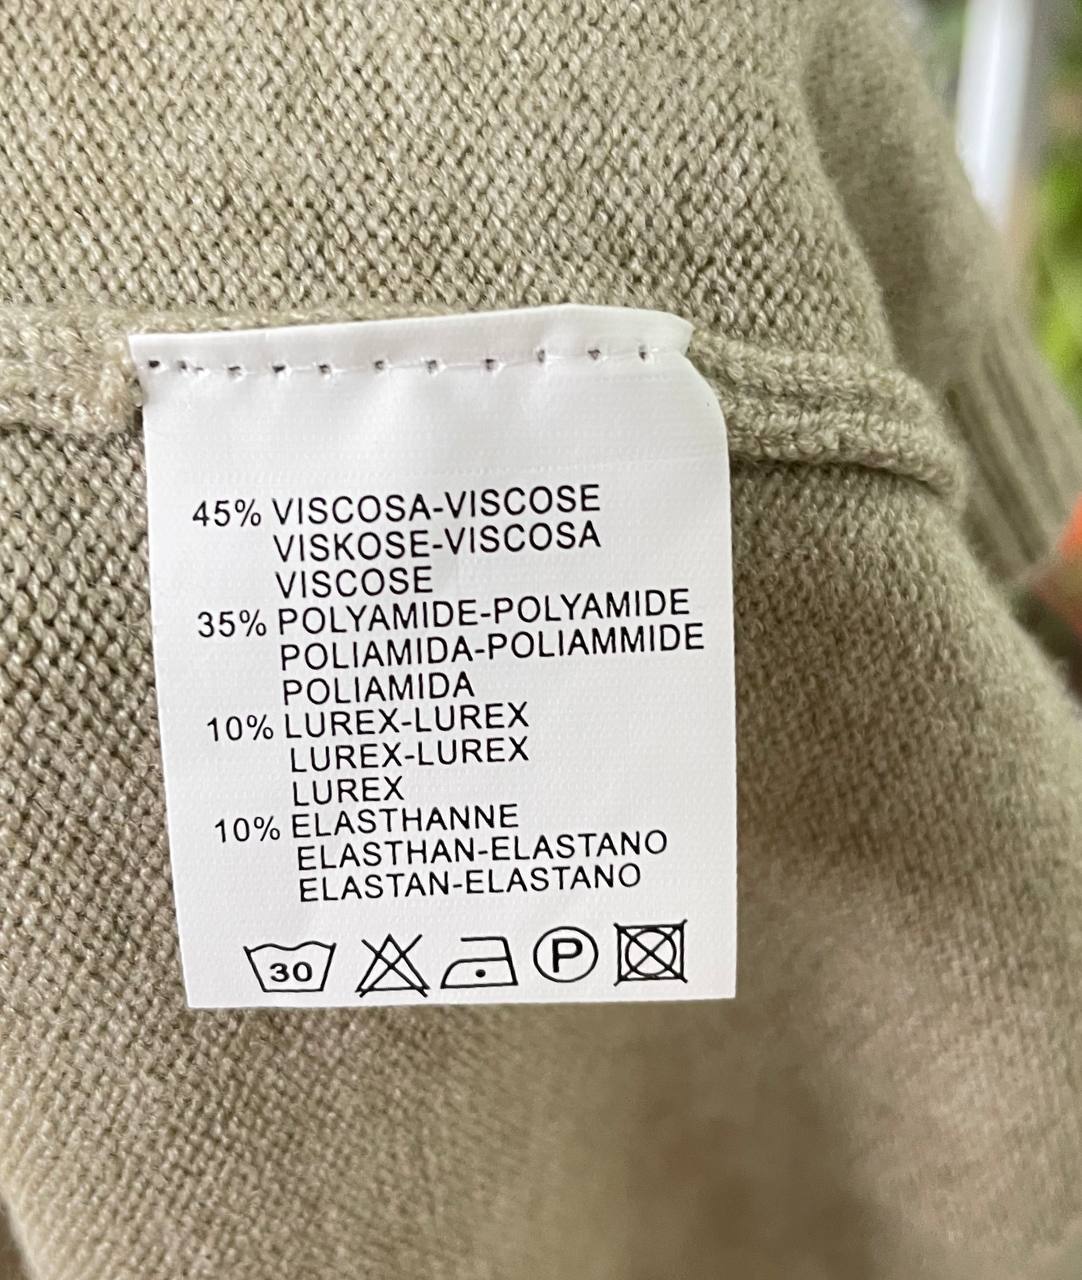 45% VISCOSA-VISCOSE
VISKOSE-VISCOSA
VISCOSE
35% POLYAMIDE-POLYAMIDE
POLIAMIDA-POLIAMMIDE
POLIAMIDA
10% LUREX-LUREX
LUREX-LUREX
LUREX
10% ELASTHANNE
ELASTHAN-ELASTANO
ELASTAN-ELASTANO
30 P